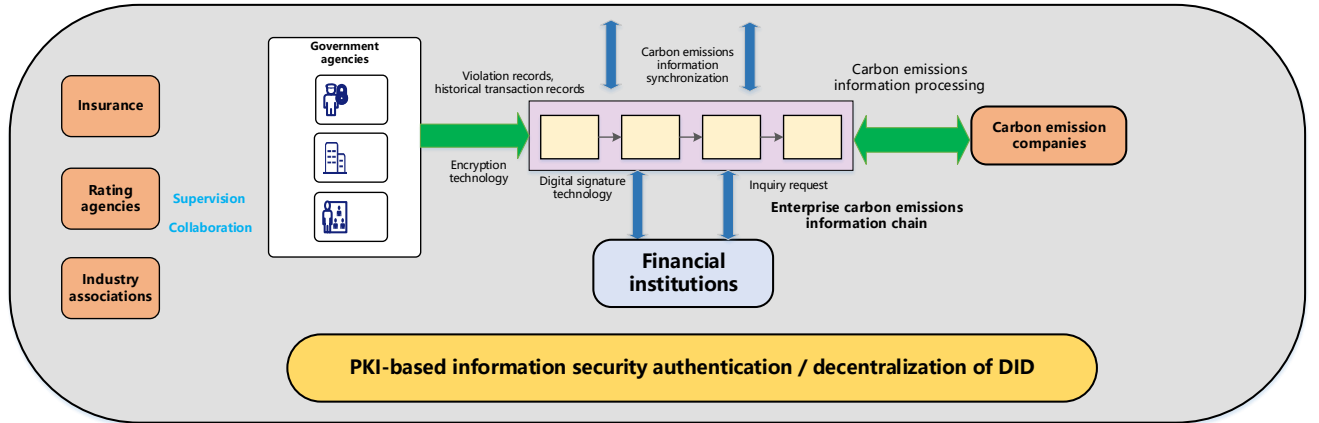 Government
agencies
Insurance
Rating
agencies
Industry
associations
Supervision
Collaboration
Violation records,
historical transaction records
Encryption
technology
Carbon emissions
information
synchronization
Digital signature
technology
Inquiry request
Enterprise carbon emissions
information chain
Carbon emissions
information processing
Carbon emission
companies
Financial
institutions
PKI-based information security authentication / decentralization of DID